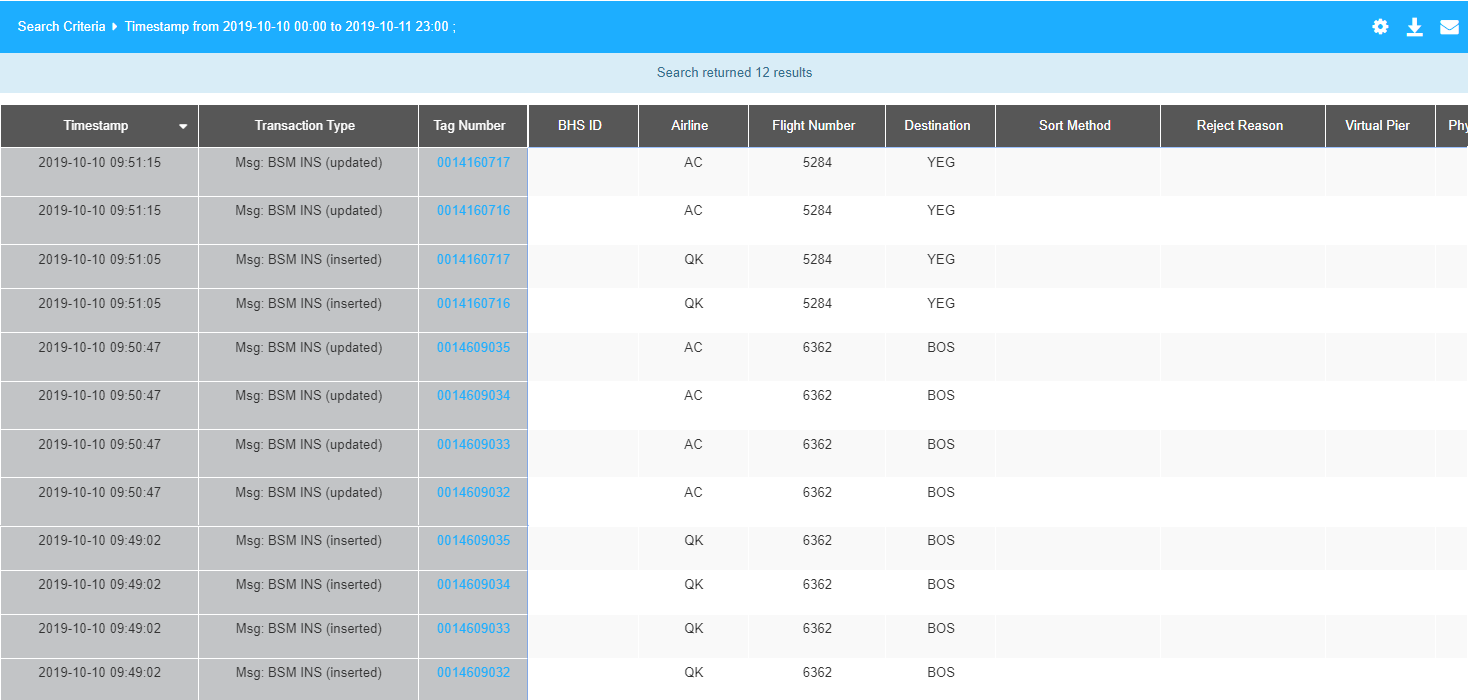 Search Criteria Timestamp from 2019-10-10 00:00 to 2019-10-11 23:00 ;
Search returned 12 results
Timestamp Transaction Type Tag Number BHS ID Airline Flight Number Destination Sort Method Reject Reason Virtual Pier Phy
2019-10-10 09:51:15 Msg: BSM INS (updated) 0014160717 AC 5284 YEG
2019-10-10 09:51:15 Msg: BSM INS (updated) 0014160716 AC 5284 YEG
2019-10-10 09:51:05 Msg: BSM INS (inserted) 0014160717 QK 5284 YEG
2019-10-10 09:51:05 Msg: BSM INS (inserted) 0014160716 QK 5284 YEG
2019-10-10 09:50:47 Msg: BSM INS (updated) 0014609035 AC 6362 BOS
2019-10-10 09:50:47 Msg: BSM INS (updated) 0014609034 AC 6362 BOS
2019-10-10 09:50:47 Msg: BSM INS (updated) 0014609033 AC 6362 BOS
2019-10-10 09:50:47 Msg: BSM INS (updated) 0014609032 AC 6362 BOS
2019-10-10 09:49:02 Msg: BSM INS (inserted) 0014609035 QK 6362 BOS
2019-10-10 09:49:02 Msg: BSM INS (inserted) 0014609034 QK 6362 BOS
2019-10-10 09:49:02 Msg: BSM INS (inserted) 0014609033 QK 6362 BOS
2019-10-10 09:49:02 Msg: BSM INS (inserted) 0014609032 QK 6362 BOS